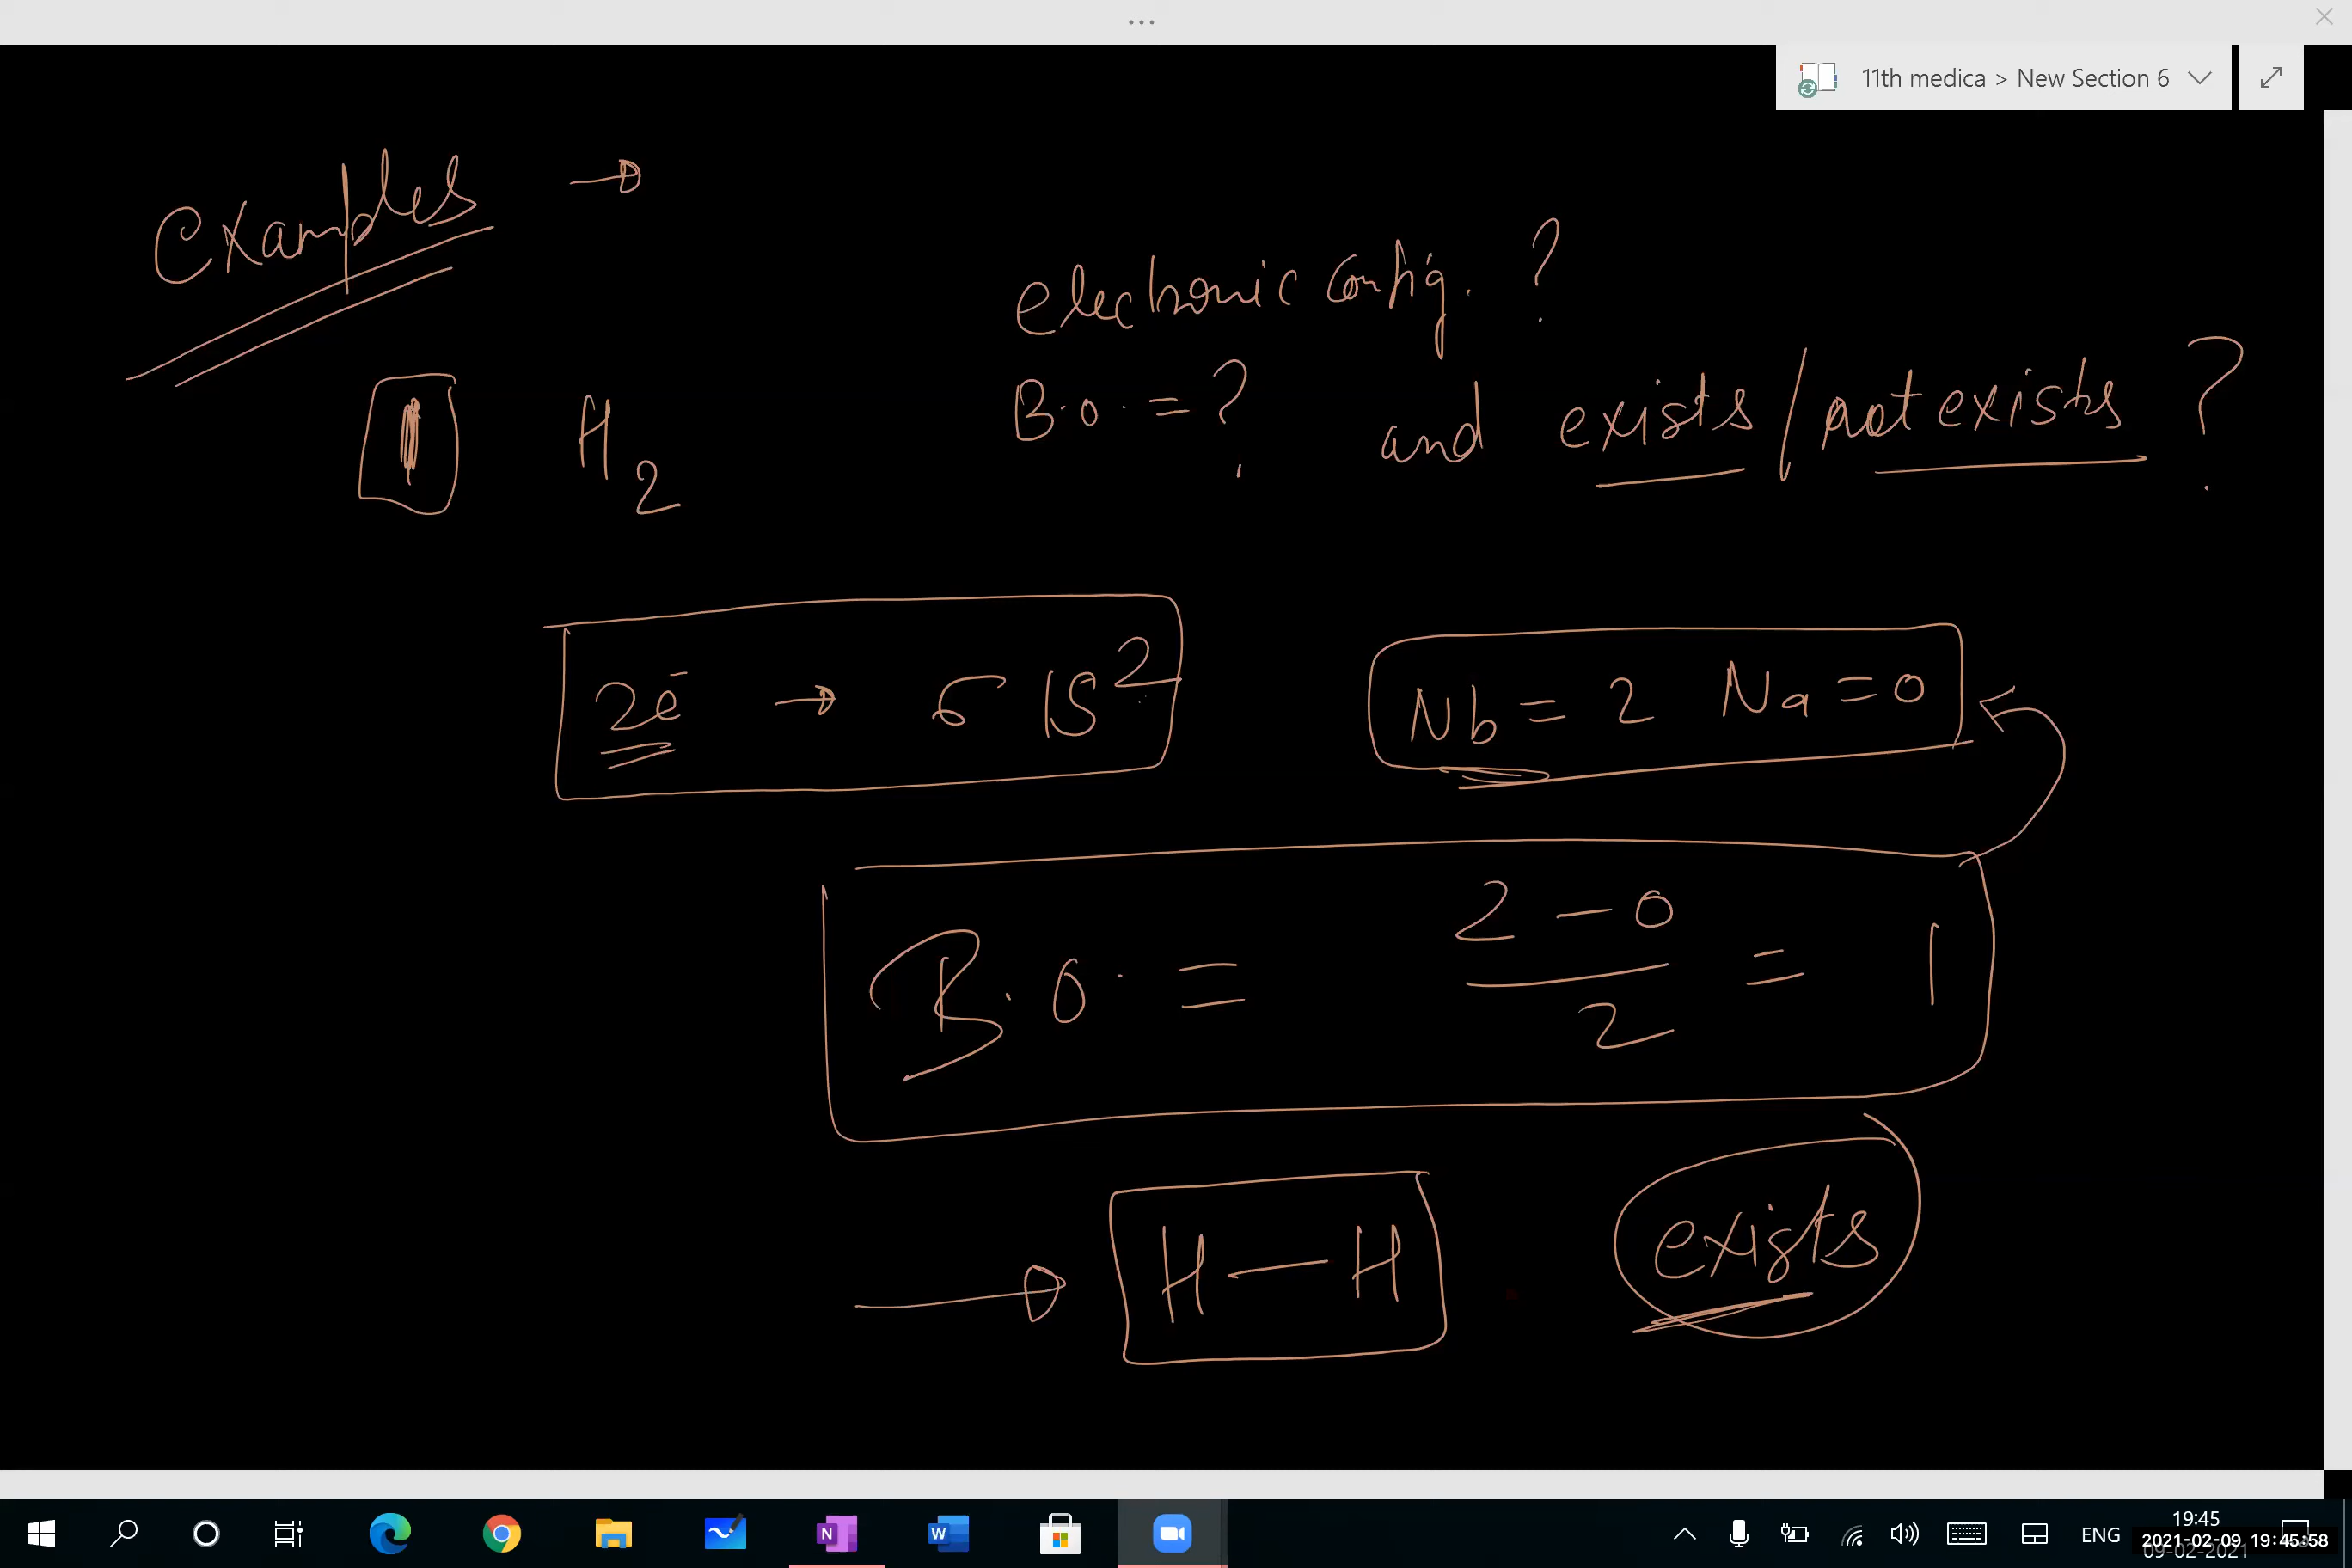 ...
11th medica > New Section 6
Examples →
electronic config. ?
1 H2
B.O. = ? and exists/not exists ?
2e⁻ → σ 1S²
Nb = 2 Na = 0
B.O. = 2 - 0 / 2 = 1
→ H — H
exists
ENG
19:45
09-02-2021
2021-02-09 19:45:58